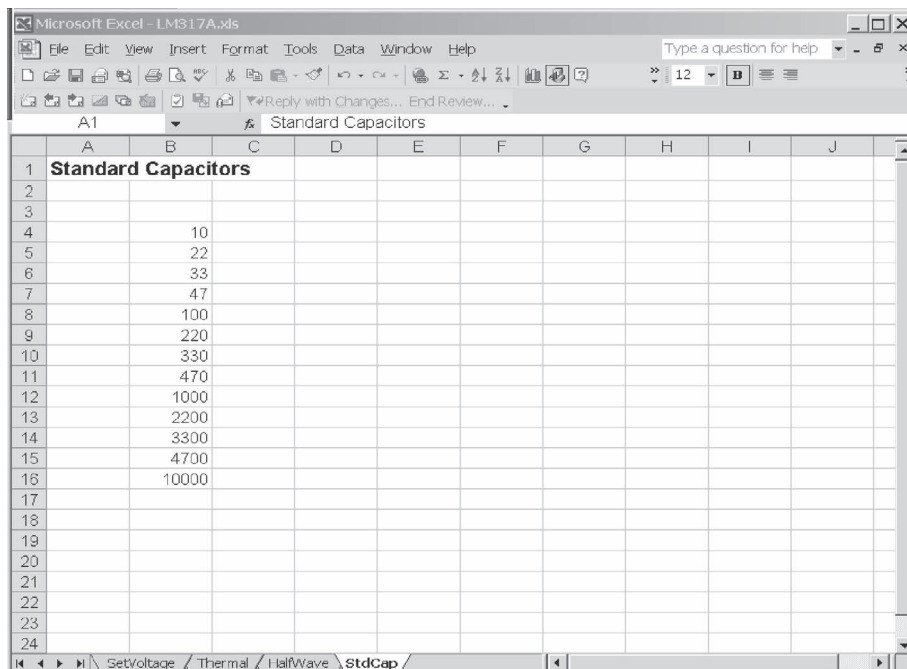 Microsoft Excel - LM317A.xls
File Edit View Insert Format Tools Data Window Help Type a question for help
12 B
Reply with Changes... End Review...
A1 fx Standard Capacitors
A B C D E F G H I J
1 Standard Capacitors
2
3
4 10
5 22
6 33
7 47
8 100
9 220
10 330
11 470
12 1000
13 2200
14 3300
15 4700
16 10000
17
18
19
20
21
22
23
24
SetVoltage / Thermal / HalfWave \ StdCap /